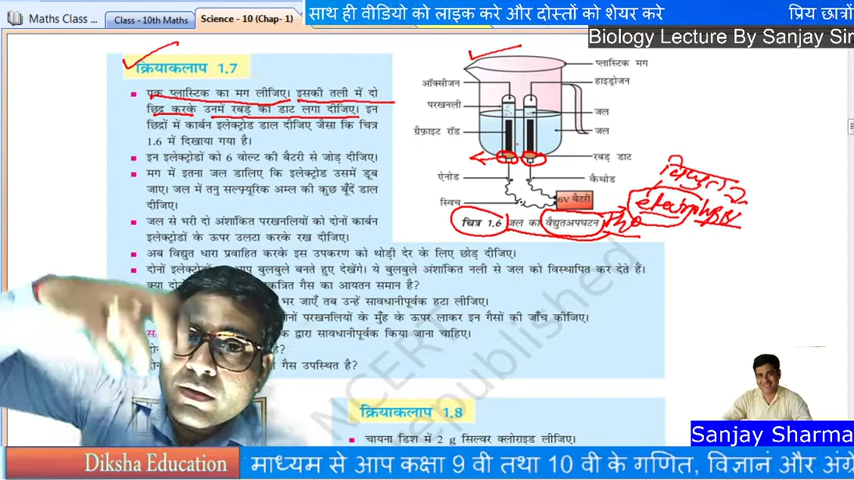 साथ ही वीडियो को लाइक करे और दोस्तों को शेयर करे प्रिय छात्रों
Maths Class ...
Class - 10th Maths
Science - 10 (Chap- 1)
Biology Lecture By Sanjay Sir
क्रियाकलाप 1.7
एक प्लास्टिक का मग लीजिए। इसकी तली में दो
छिद्र करके उनमें रबड़ की डाट लगा दीजिए। इन
छिद्रों में कार्बन इलेक्ट्रोड डाल दीजिए जैसा कि चित्र
1.6 में दिखाया गया है।
इन इलेक्ट्रोडों को 6 वोल्ट की बैटरी से जोड़ दीजिए।
मग में इतना जल डालिए कि इलेक्ट्रोड उसमें डूब
जाए। जल में तनु सल्फ़्यूरिक अम्ल की कुछ बूँदें डाल
दीजिए।
जल से भरी दो अंशांकित परखनलियों को दोनों कार्बन
इलेक्ट्रोडों के ऊपर उलटा करके रख दीजिए।
अब विद्युत धारा प्रवाहित करके इस उपकरण को थोड़ी देर के लिए छोड़ दीजिए।
दोनों इलेक्ट्रोडों बुलबुले बनते हुए देखेंगे। ये बुलबुले अंशांकित नली से जल को विस्थापित कर देते हैं।
क्या एकत्रित गैस का आयतन समान है?
भर जाएँ तब उन्हें सावधानीपूर्वक हटा लीजिए।
दोनों परखनलियों के मुँह के ऊपर लाकर इन गैसों की जाँच कीजिए।
द्वारा सावधानीपूर्वक किया जाना चाहिए।
है?
गैस उपस्थित है?
प्लास्टिक मग
ऑक्सीजन
हाइड्रोजन
परखनली
जल
ग्रैफ़ाइट रॉड
जल
रबड़ डाट
ऐनोड
कैथोड
स्विच
6V बैटरी
चित्र 1.6 जल का वैद्युतअपघटन
NCERT
republished
क्रियाकलाप 1.8
चायना डिश में 2 g सिल्वर क्लोराइड लीजिए।
Sanjay Sharma
Diksha Education
माध्यम से आप कक्षा 9 वी तथा 10 वी के गणित, विज्ञानं और अंग्रे